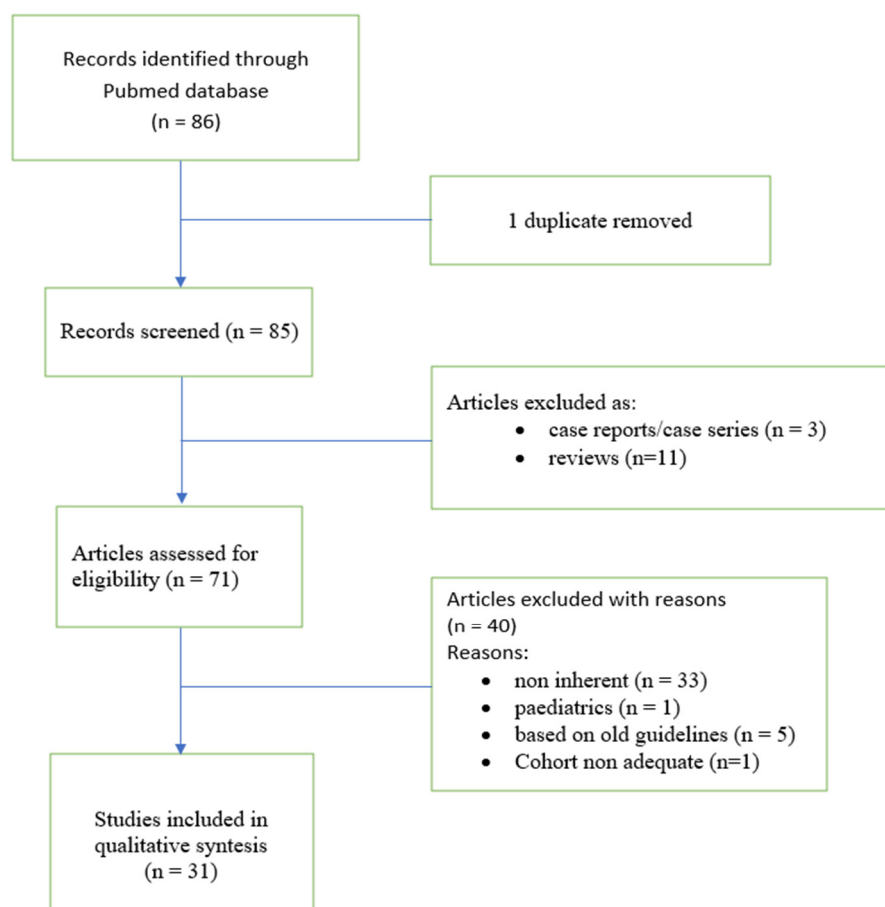 Records identified through
Pubmed database
(n = 86)
1 duplicate removed
Records screened (n = 85)
Articles excluded as:
• case reports/case series (n = 3)
• reviews (n=11)
Articles assessed for
eligibility (n = 71)
Articles excluded with reasons
(n = 40)
Reasons:
• non inherent (n = 33)
• paediatrics (n = 1)
• based on old guidelines (n = 5)
• Cohort non adequate (n=1)
Studies included in
qualitative syntesis
(n = 31)